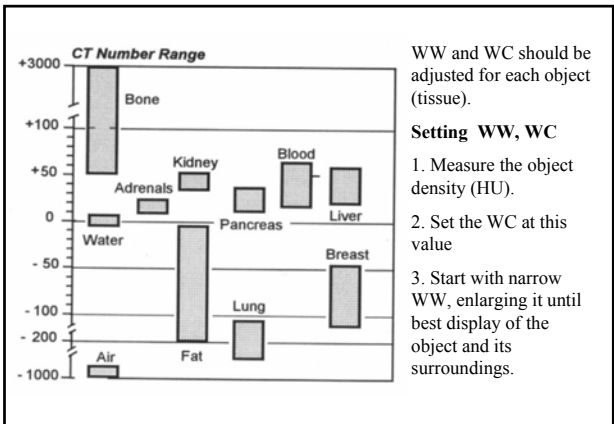 CT Number Range
+3000
Bone
+100
Kidney
Blood
+50
Adrenals
0
Pancreas
Liver
Water
Breast
- 50
Lung
- 100
- 200
Air
Fat
- 1000
WW and WC should be
adjusted for each object
(tissue).
Setting WW, WC
1. Measure the object
density (HU).
2. Set the WC at this
value
3. Start with narrow
WW, enlarging it until
best display of the
object and its
surroundings.